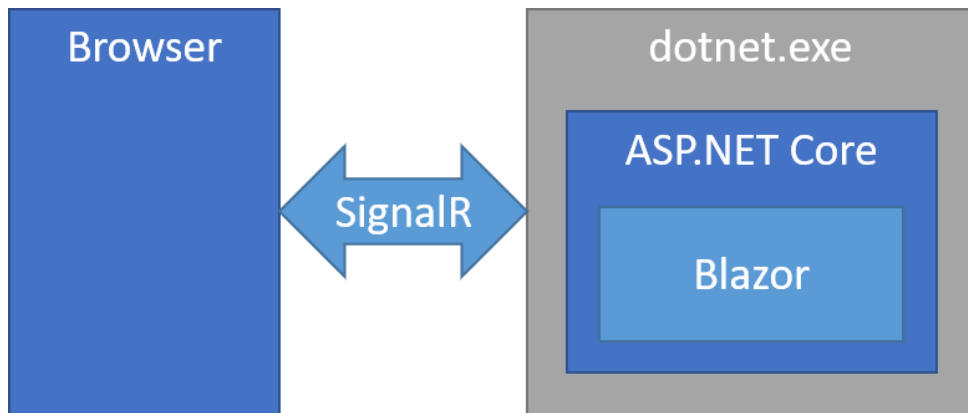 Browser
dotnet.exe
ASP.NET Core
SignalR
Blazor